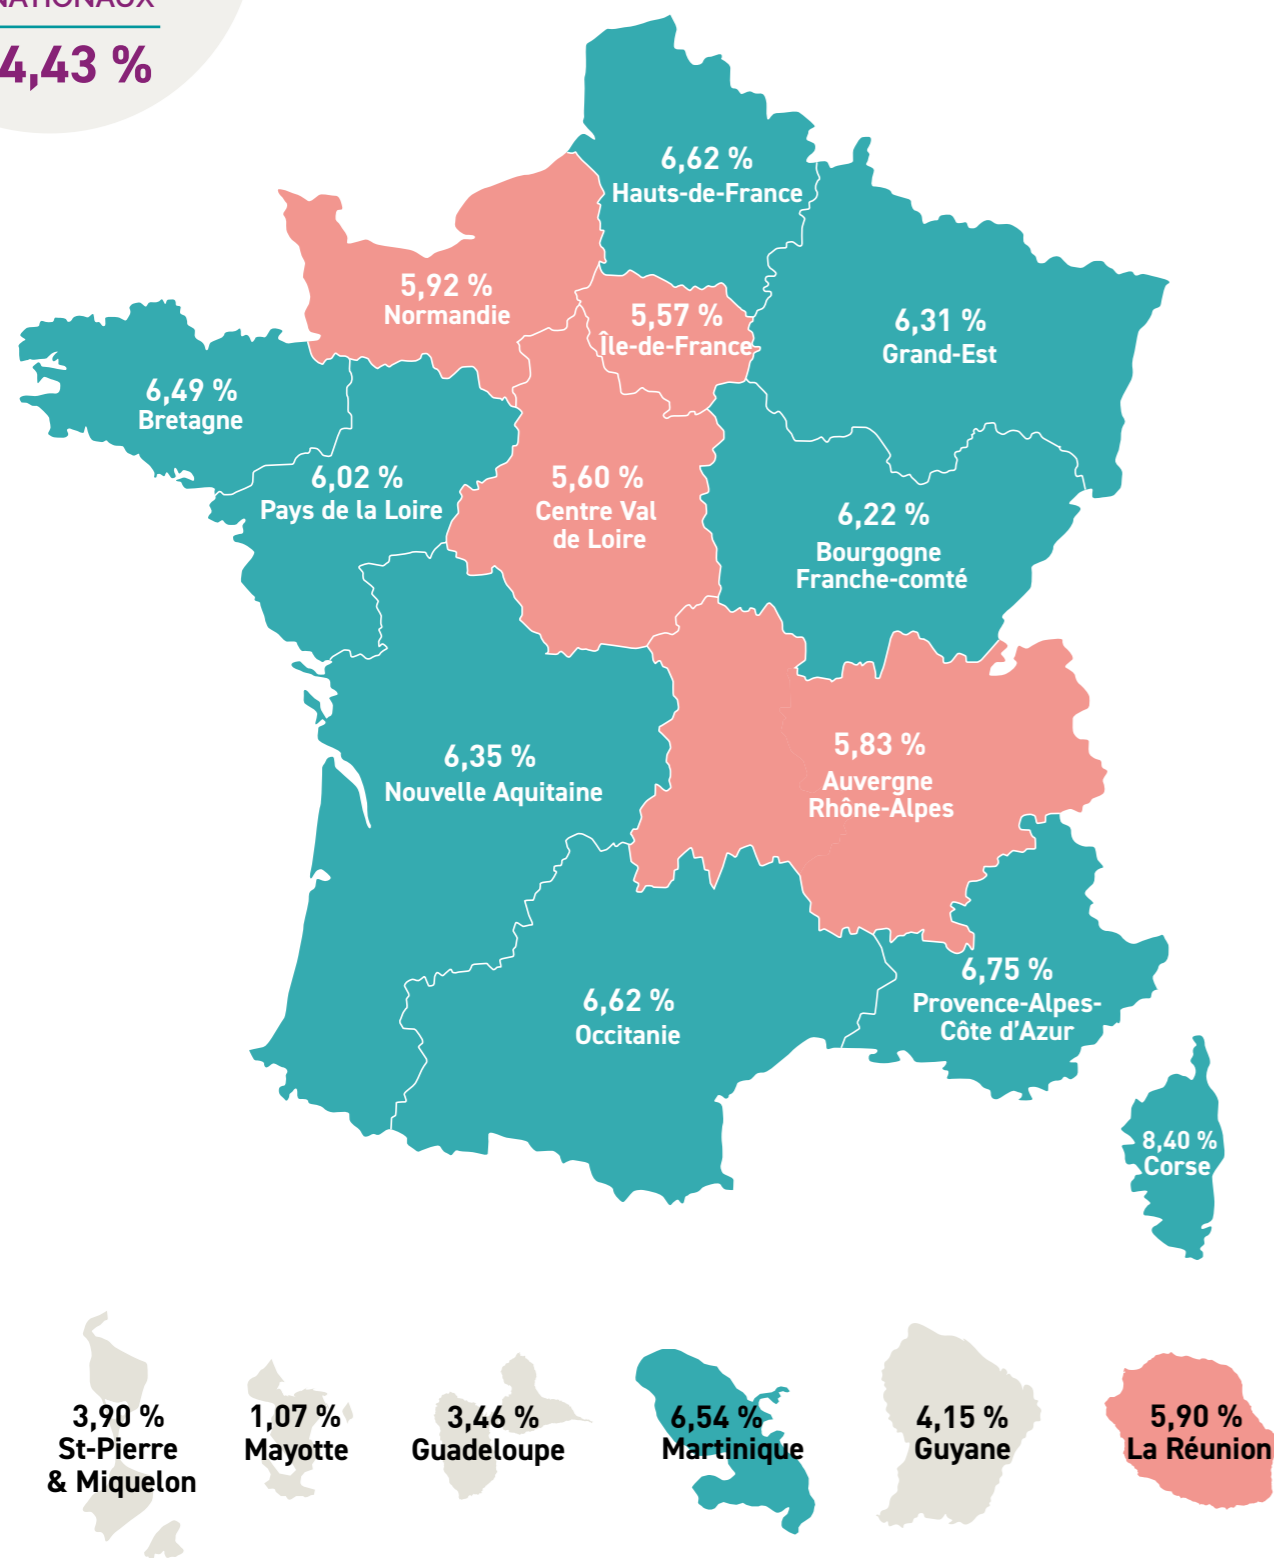 4,43 %
6,62 %
Hauts-de-France
5,92 %
Normandie
5,57 %
Île-de-France
6,31 %
Grand-Est
6,49 %
Bretagne
6,02 %
Pays de la Loire
5,60 %
Centre Val
de Loire
6,22 %
Bourgogne
Franche-comté
6,35 %
Nouvelle Aquitaine
5,83 %
Auvergne
Rhône-Alpes
6,62 %
Occitanie
6,75 %
Provence-Alpes-
Côte d'Azur
8,40 %
Corse
3,90 %
St-Pierre
& Miquelon
1,07 %
Mayotte
3,46 %
Guadeloupe
6,54 %
Martinique
4,15 %
Guyane
5,90 %
La Réunion